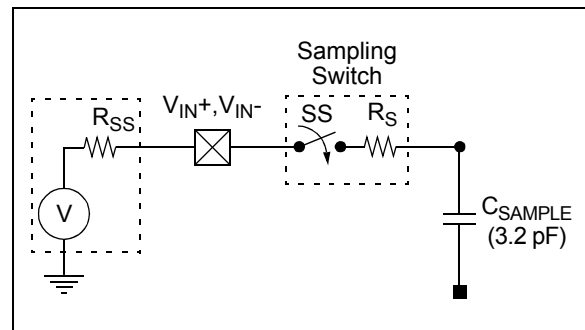 Sampling
Switch
VIN+,VIN-
RSS
SS
RS
V
CSAMPLE
(3.2 pF)